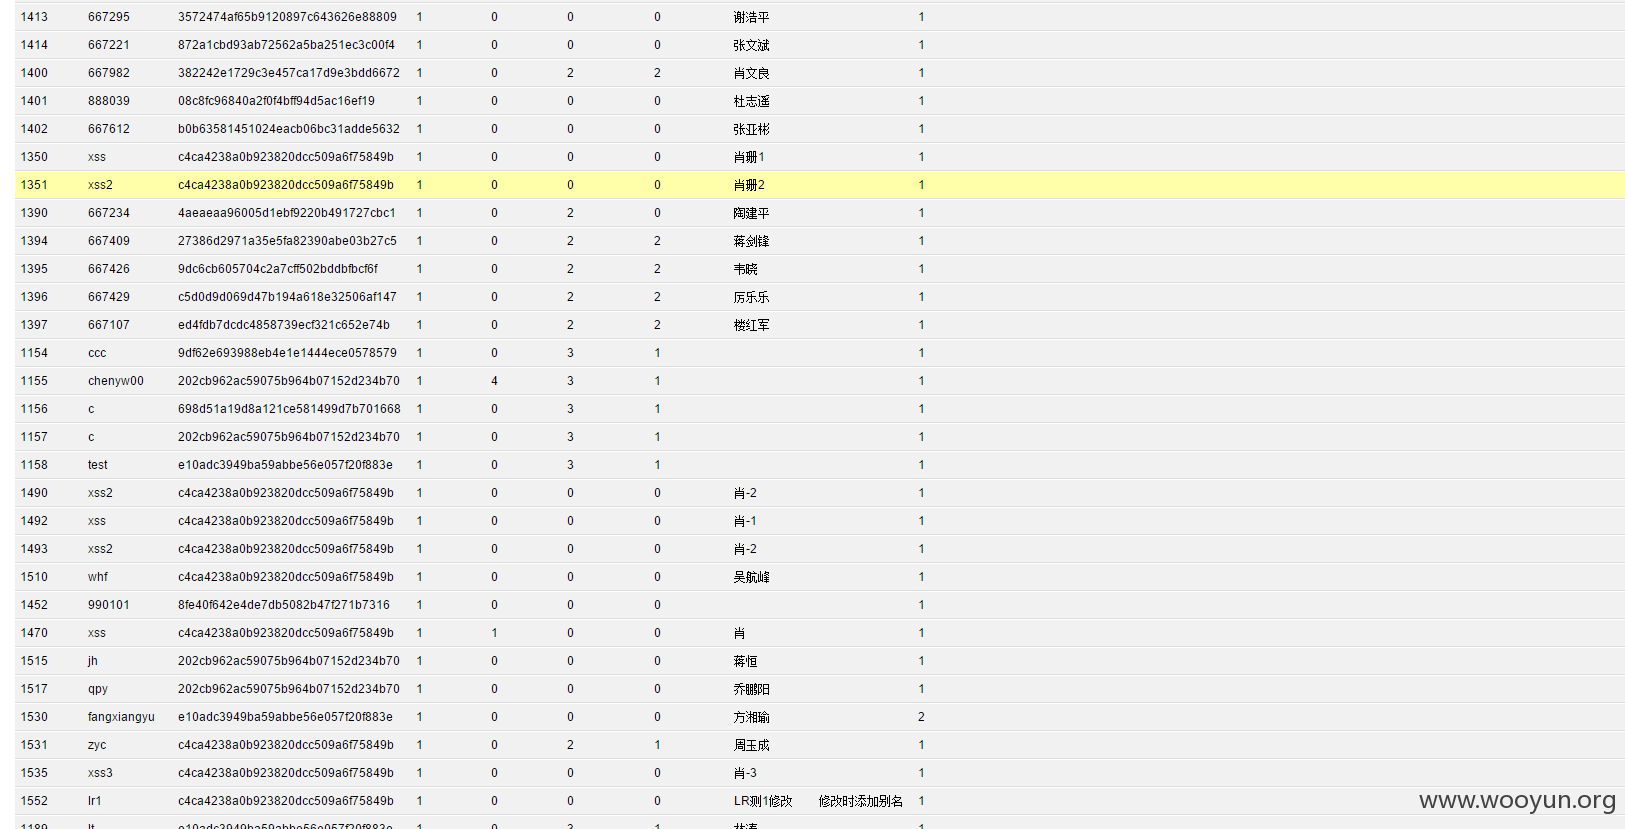 1413 667295 3572474af65b9120897c643626e88809 1 0 0 0 谢浩平 1
1414 667221 872a1cbd93ab72562a5ba251ec3c00f4 1 0 0 0 张文斌 1
1400 667982 382242e1729c3e457ca17d9e3bdd6672 1 0 2 2 肖文良 1
1401 888039 08c8fc96840a2f0f4bff94d5ac16ef19 1 0 0 0 杜志遥 1
1402 667612 b0b63581451024eacb06bc31adde5632 1 0 0 0 张亚彬 1
1350 xss c4ca4238a0b923820dcc509a6f75849b 1 0 0 0 肖珊1 1
1351 xss2 c4ca4238a0b923820dcc509a6f75849b 1 0 0 0 肖珊2 1
1390 667234 4aeaeaa96005d1ebf9220b491727cbc1 1 0 2 0 陶建平 1
1394 667409 27386d2971a35e5fa82390abe03b27c5 1 0 2 2 蒋剑锋 1
1395 667426 9dc6cb605704c2a7cff502bddbfbcf6f 1 0 2 2 韦晓 1
1396 667429 c5d0d9d069d47b194a618e32506af147 1 0 2 2 厉乐乐 1
1397 667107 ed4fdb7dcdc4858739ecf321c652e74b 1 0 2 2 楼红军 1
1154 ccc 9df62e693988eb4e1e1444ece0578579 1 0 3 1 1
1155 chenyw00 202cb962ac59075b964b07152d234b70 1 4 3 1 1
1156 c 698d51a19d8a121ce581499d7b701668 1 0 3 1 1
1157 c 202cb962ac59075b964b07152d234b70 1 0 3 1 1
1158 test e10adc3949ba59abbe56e057f20f883e 1 0 3 1 1
1490 xss2 c4ca4238a0b923820dcc509a6f75849b 1 0 0 0 肖-2 1
1492 xss c4ca4238a0b923820dcc509a6f75849b 1 0 0 0 肖-1 1
1493 xss2 c4ca4238a0b923820dcc509a6f75849b 1 0 0 0 肖-2 1
1510 whf c4ca4238a0b923820dcc509a6f75849b 1 0 0 0 吴航峰 1
1452 990101 8fe40f642e4de7db5082b47f271b7316 1 0 0 0 1
1470 xss c4ca4238a0b923820dcc509a6f75849b 1 1 0 0 肖 1
1515 jh 202cb962ac59075b964b07152d234b70 1 0 0 0 蒋恒 1
1517 qpy 202cb962ac59075b964b07152d234b70 1 0 0 0 乔鹏阳 1
1530 fangxiangyu e10adc3949ba59abbe56e057f20f883e 1 0 0 0 方湘瑜 2
1531 zyc c4ca4238a0b923820dcc509a6f75849b 1 0 2 1 周玉成 1
1535 xss3 c4ca4238a0b923820dcc509a6f75849b 1 0 0 0 肖-3 1
1552 lr1 c4ca4238a0b923820dcc509a6f75849b 1 0 0 0 LR测1修改 修改时添加别名 1
www.wooyun.org
1189 lt e10adc3949ba59abbe56e057f20f883e 1 0 3 1 林涛 1